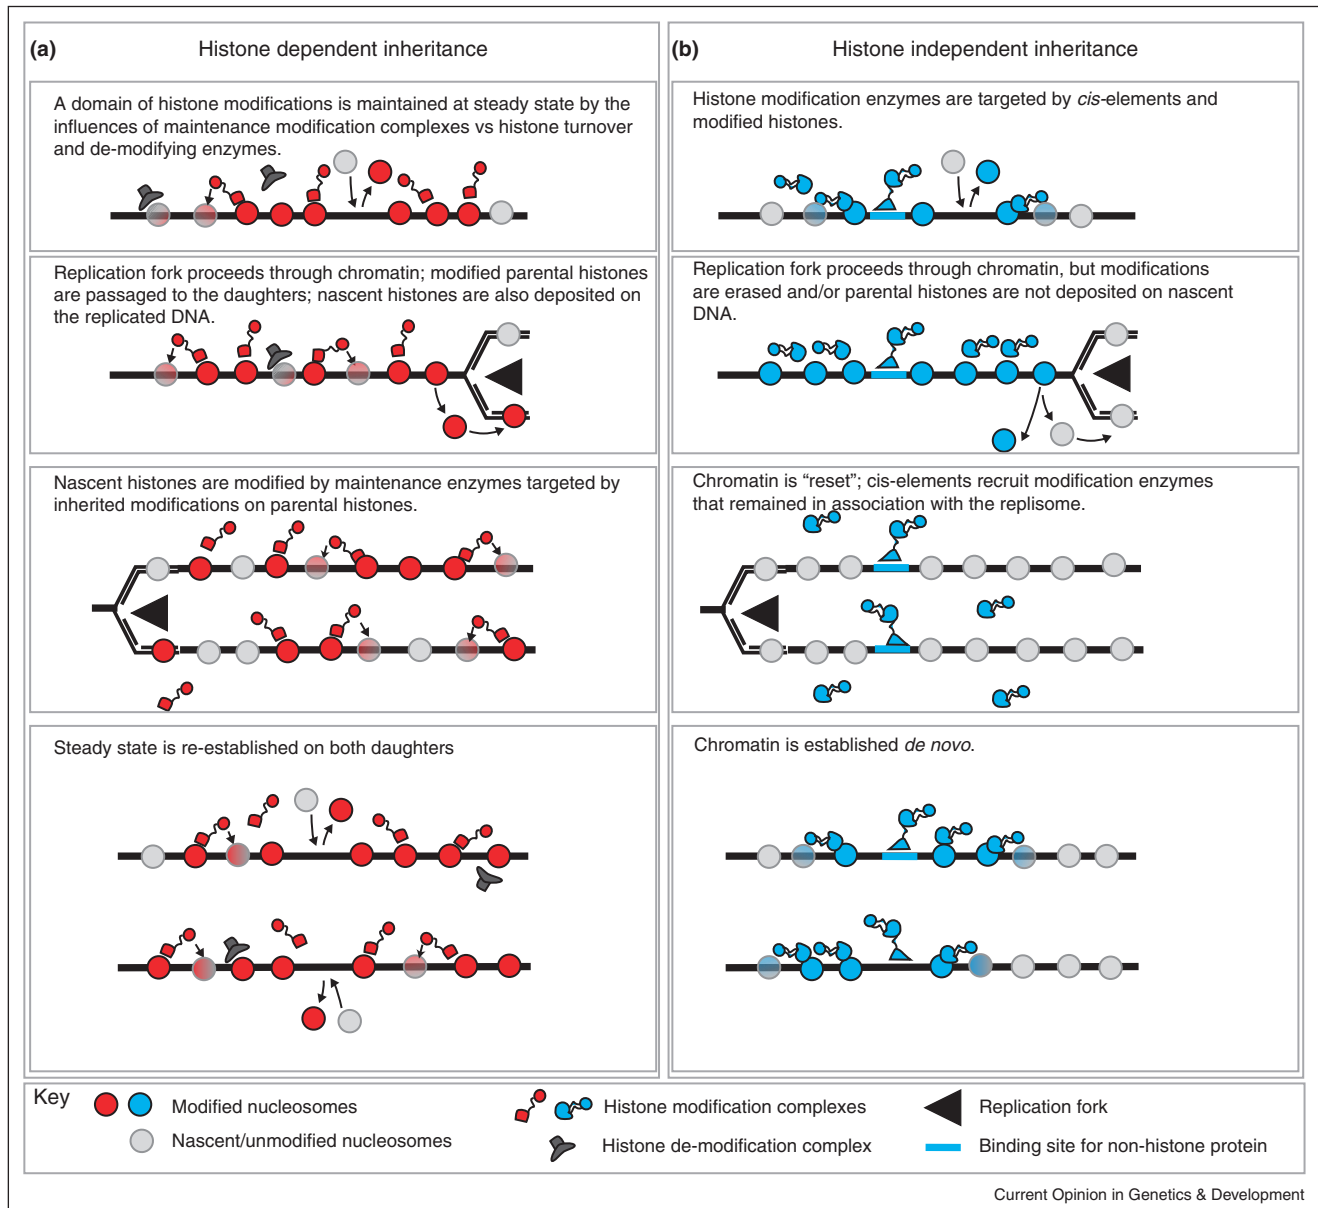 (a) Histone dependent inheritance
A domain of histone modifications is maintained at steady state by the
influences of maintenance modification complexes vs histone turnover
and de-modifying enzymes.
Replication fork proceeds through chromatin; modified parental histones
are passaged to the daughters; nascent histones are also deposited on
the replicated DNA.
Nascent histones are modified by maintenance enzymes targeted by
inherited modifications on parental histones.
Steady state is re-established on both daughters
(b) Histone independent inheritance
Histone modification enzymes are targeted by cis-elements and
modified histones.
Replication fork proceeds through chromatin, but modifications
are erased and/or parental histones are not deposited on nascent
DNA.
Chromatin is “reset”; cis-elements recruit modification enzymes
that remained in association with the replisome.
Chromatin is established de novo.
Key
Modified nucleosomes
Nascent/unmodified nucleosomes
Histone modification complexes
Histone de-modification complex
Replication fork
Binding site for non-histone protein
Current Opinion in Genetics & Development